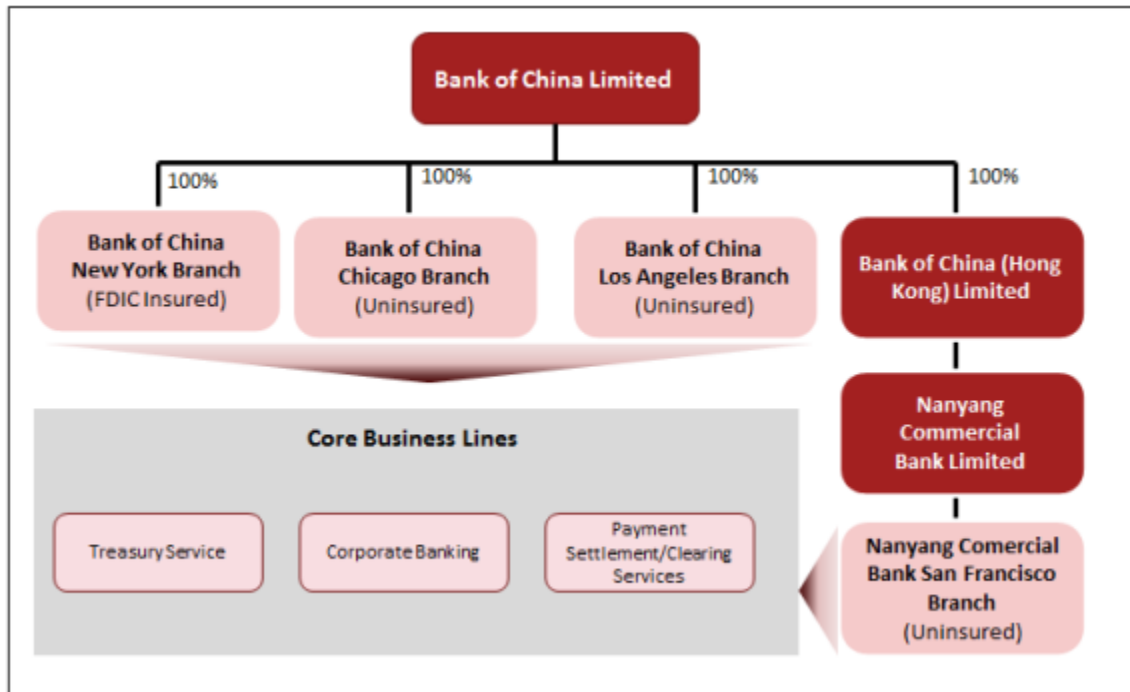 Bank of China Limited
100%
100%
100%
100%
Bank of China
New York Branch
(FDIC Insured)
Bank of China
Chicago Branch
(Uninsured)
Bank of China
Los Angeles Branch
(Uninsured)
Bank of China (Hong
Kong) Limited
Nanyang
Commercial
Bank Limited
Core Business Lines
Treasury Service
Corporate Banking
Payment
Settlement/Clearing
Services
Nanyang Comercial
Bank San Francisco
Branch
(Uninsured)